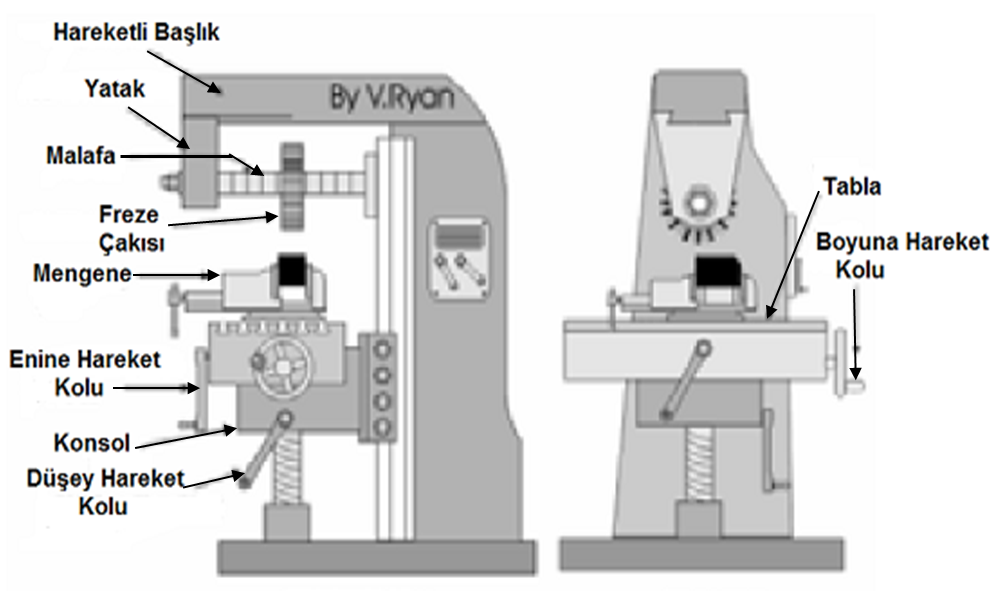 Hareketli Başlık
Yatak
By V.Ryan
Malafa
Freze
Çakısı
Mengene
Enine Hareket
Kolu
Konsol
Düşey Hareket
Kolu
Tabla
Boyuna Hareket
Kolu